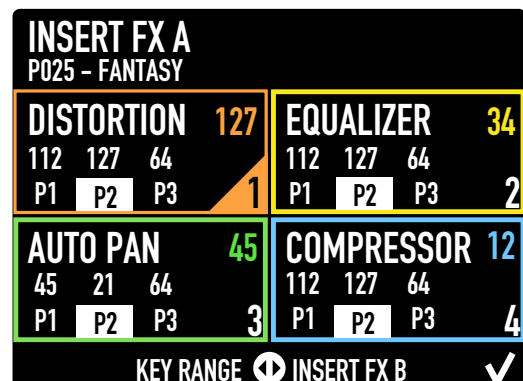 INSERT FX A
P025 - FANTASY
DISTORTION 127
112 127 64
P1 P2 P3 1
EQUALIZER 34
112 127 64
P1 P2 P3 2
AUTO PAN 45
45 21 64
P1 P2 P3 3
COMPRESSOR 12
112 127 64
P1 P2 P3 4
KEY RANGE INSERT FX B